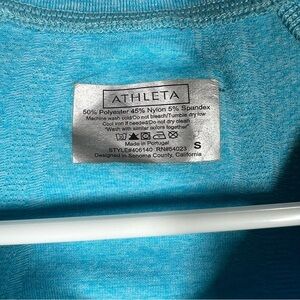 ATHLETA
50% Polyester 45% Nylon 5% Spandex
Machine wash cold/Do not bleach/Tumble dry low
Cool iron if needed/Do not dry clean
"Wash with similar colors together"
Made in Portugal
STYLE#406140 RN#54023
Designed in Sonoma County, California
S